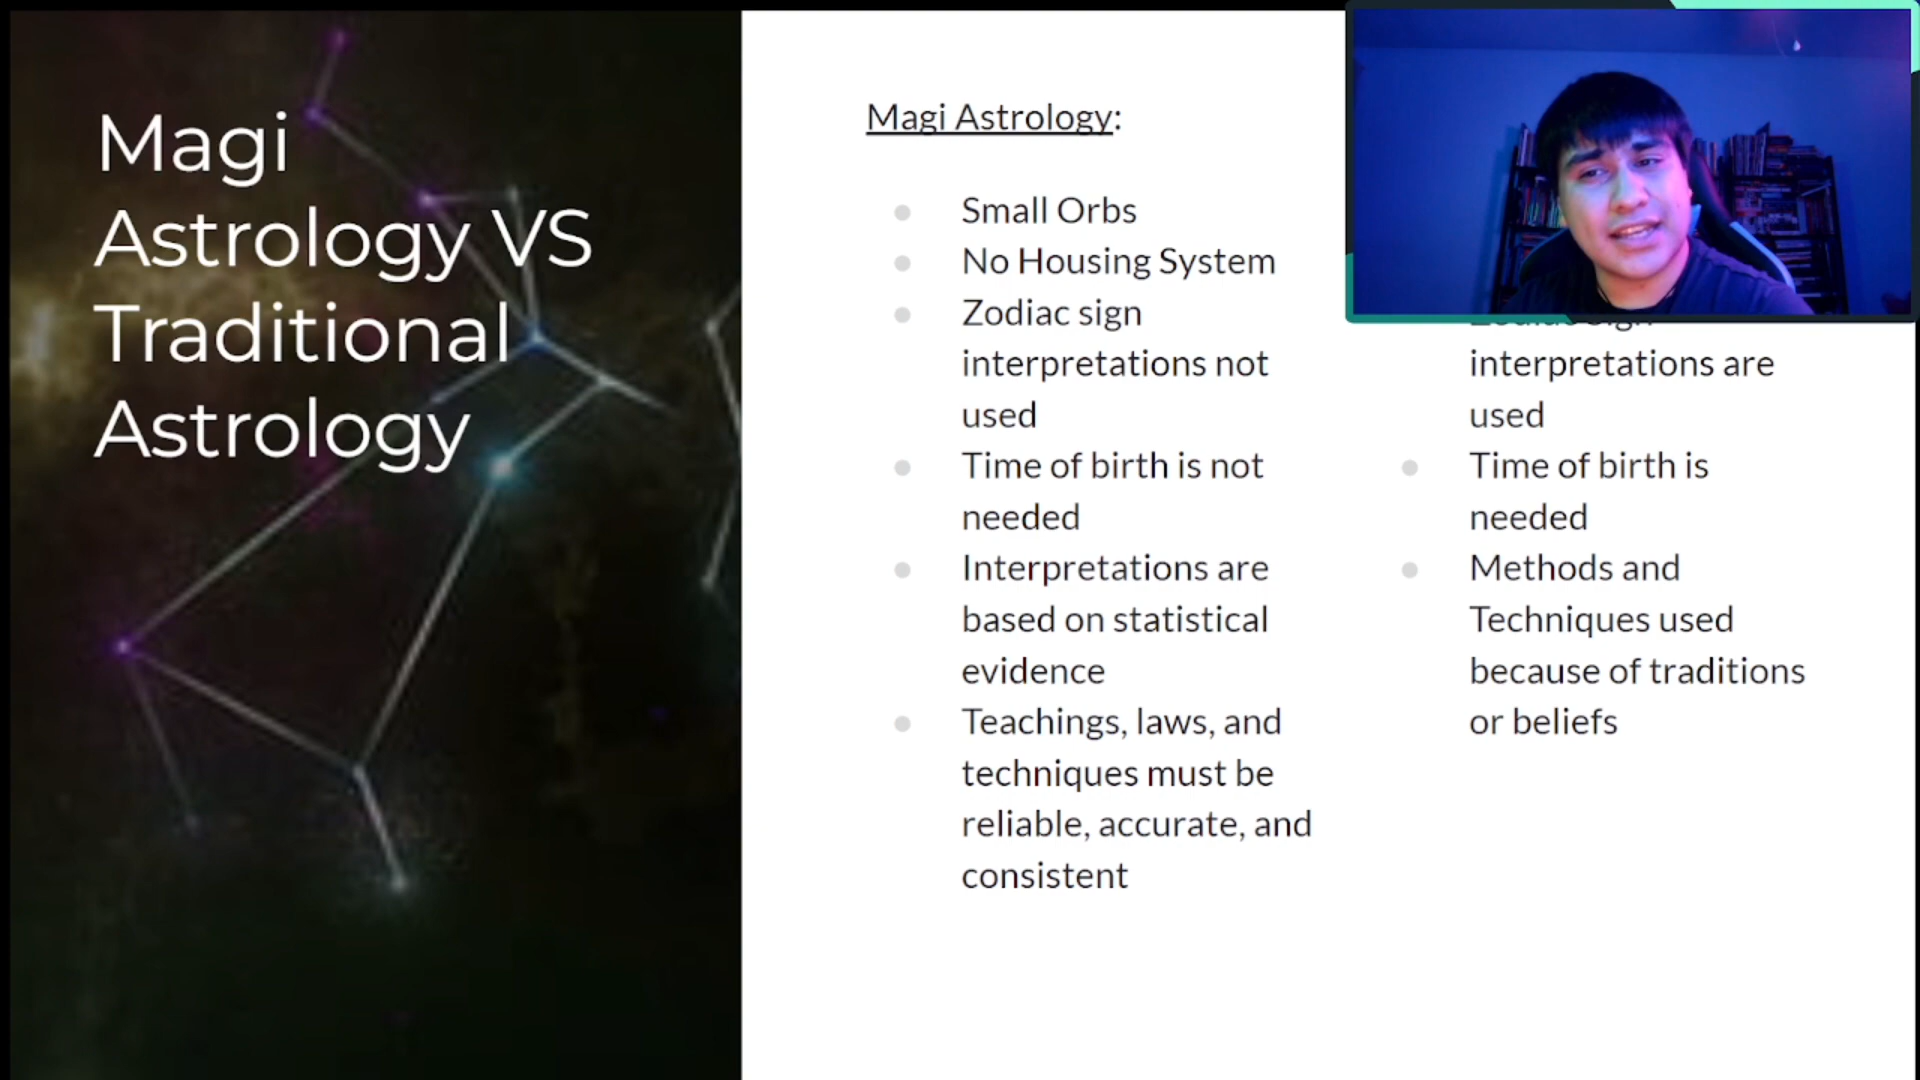 Magi
Astrology VS
Traditional
Astrology
Magi Astrology:
Small Orbs
No Housing System
Zodiac sign
interpretations not
used
Time of birth is not
needed
Interpretations are
based on statistical
evidence
Teachings, laws, and
techniques must be
reliable, accurate, and
consistent
interpretations are
used
Time of birth is
needed
Methods and
Techniques used
because of traditions
or beliefs